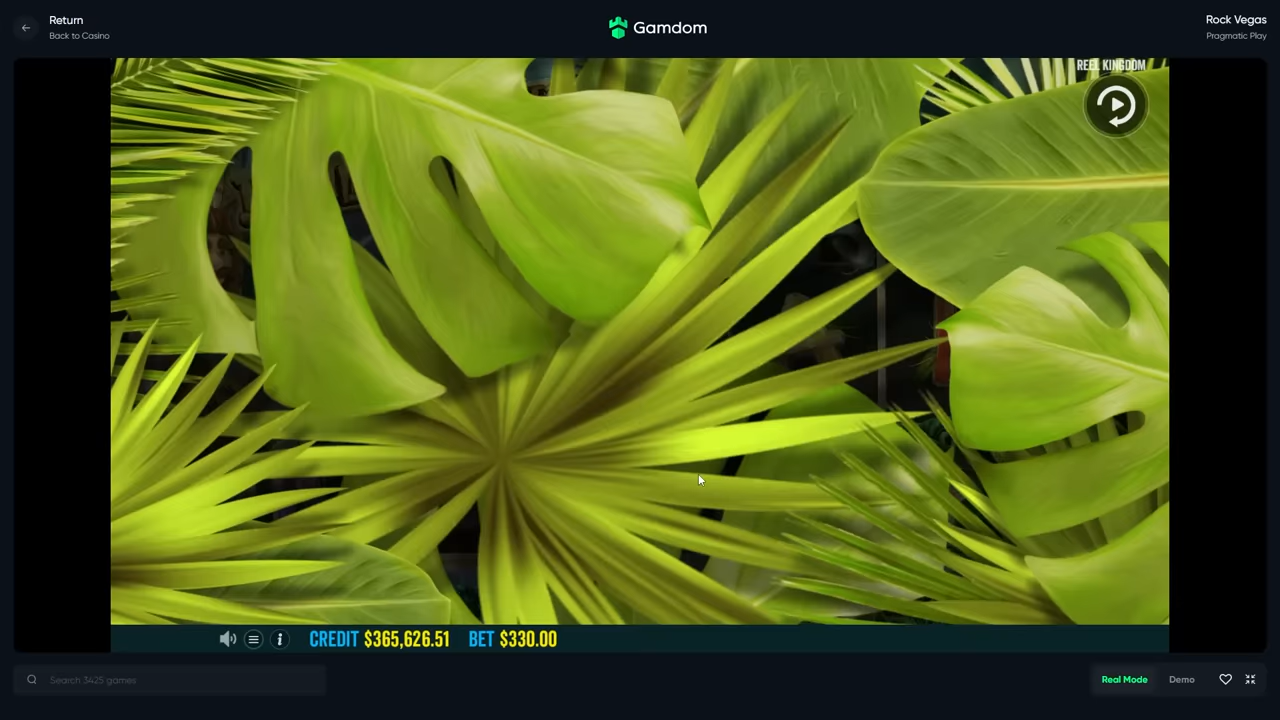 Return
Back to Casino
Gamdom
Rock Vegas
Pragmatic Play
REEL KINGDOM
CREDIT $365,626.51 BET $330.00
Search 3425 games
Real Mode Demo